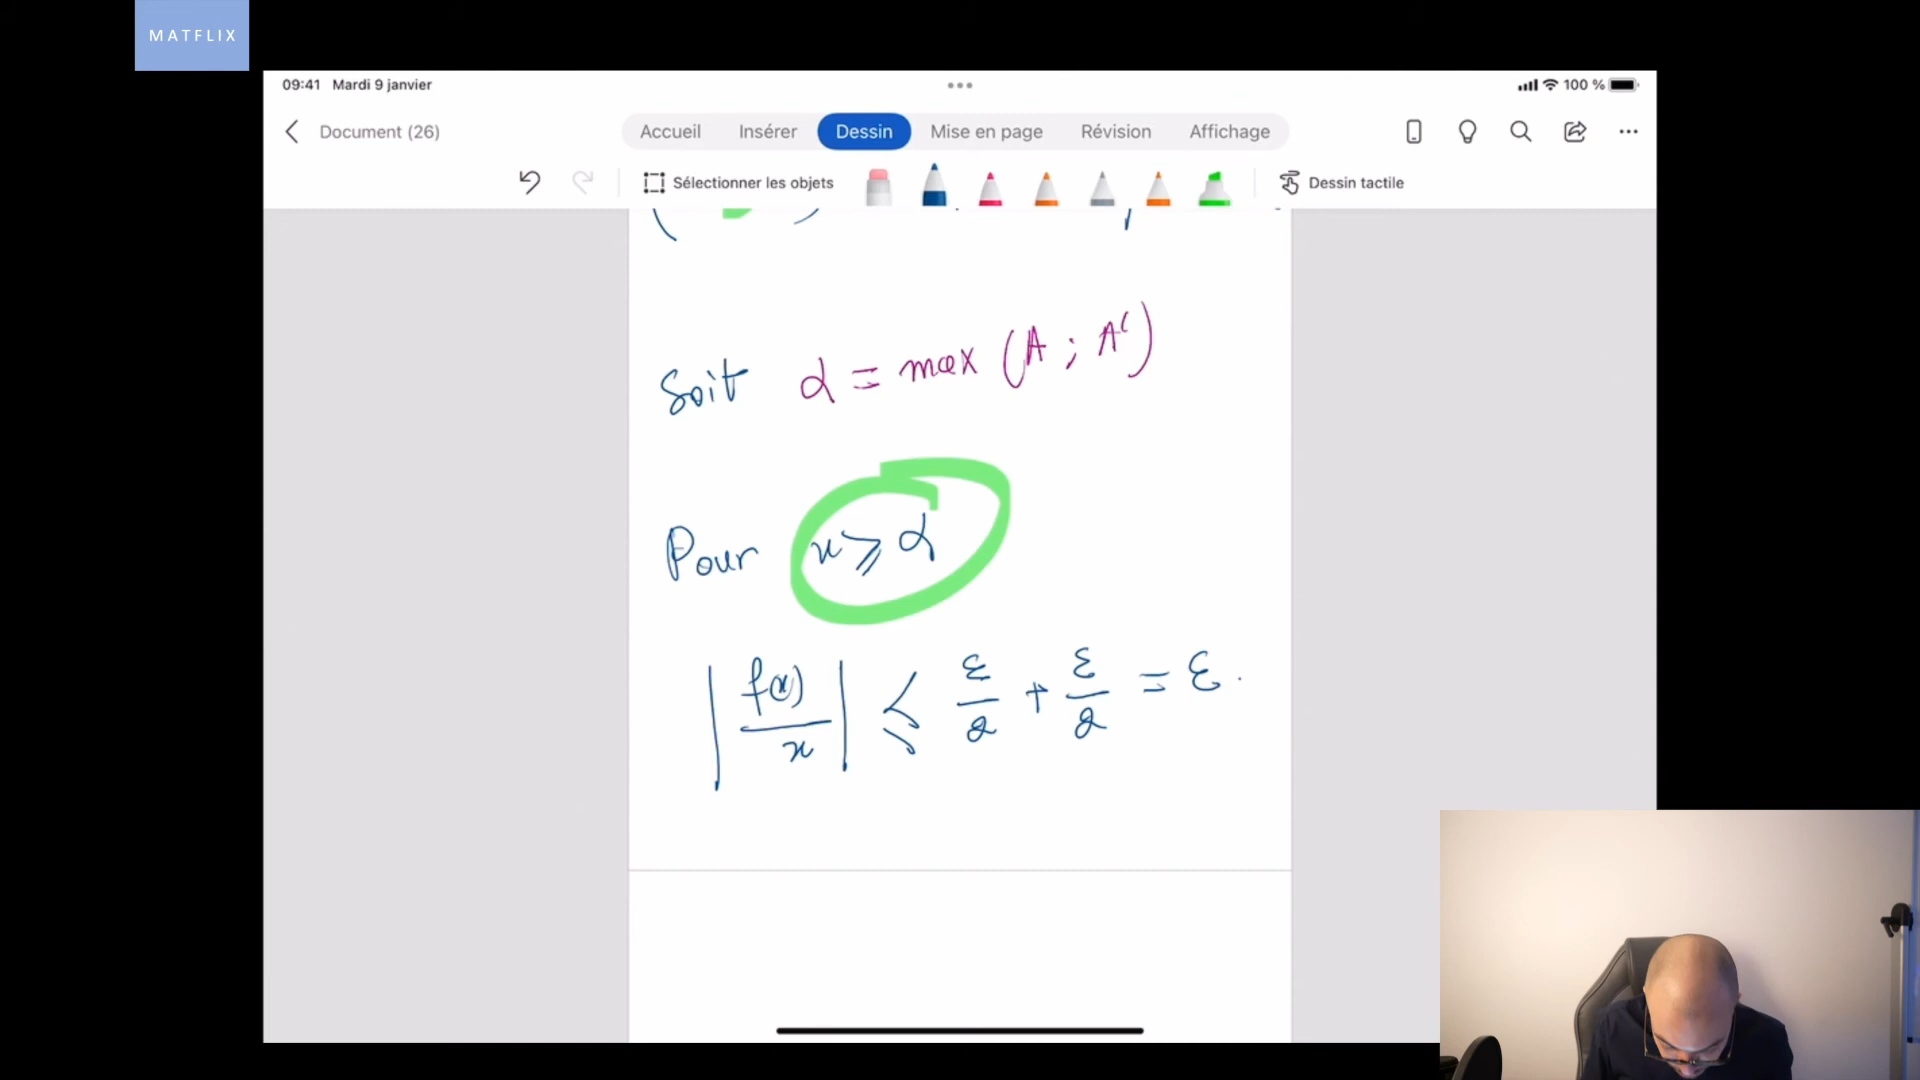 MATFLIX
09:41 Mardi 9 janvier
100 %
Document (26)
Accueil Insérer Dessin Mise en page Révision Affichage
Sélectionner les objets
Dessin tactile
Soit α = max (A ; A')
Pour x ⩾ α
|f(x)/x| ⩽ ε/2 + ε/2 = ε.